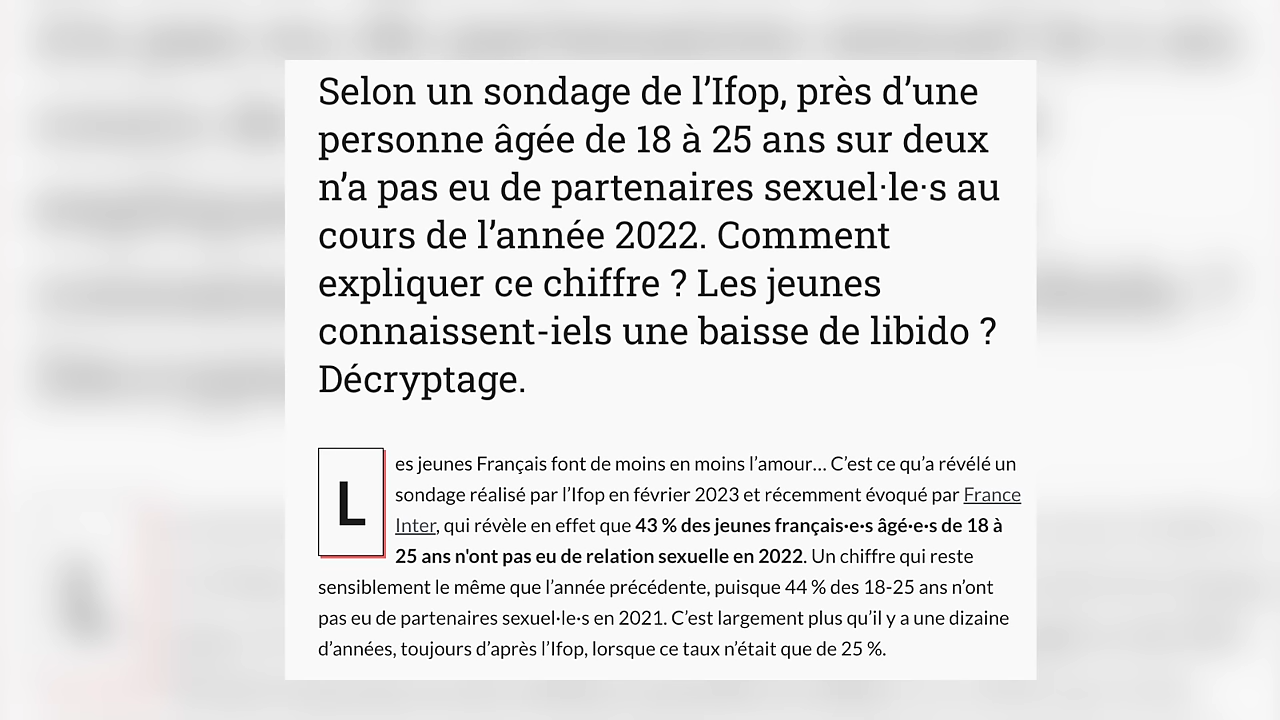 Selon un sondage de l’Ifop, près d’une
personne âgée de 18 à 25 ans sur deux
n’a pas eu de partenaires sexuel·le·s au
cours de l’année 2022. Comment
expliquer ce chiffre ? Les jeunes
connaissent-iels une baisse de libido ?
Décryptage.
Les jeunes Français font de moins en moins l’amour… C’est ce qu’a révélé un
sondage réalisé par l’Ifop en février 2023 et récemment évoqué par France
Inter, qui révèle en effet que 43 % des jeunes français·e·s âgé·e·s de 18 à
25 ans n'ont pas eu de relation sexuelle en 2022. Un chiffre qui reste
sensiblement le même que l’année précédente, puisque 44 % des 18-25 ans n’ont
pas eu de partenaires sexuel·le·s en 2021. C’est largement plus qu’il y a une dizaine
d’années, toujours d’après l’Ifop, lorsque ce taux n’était que de 25 %.